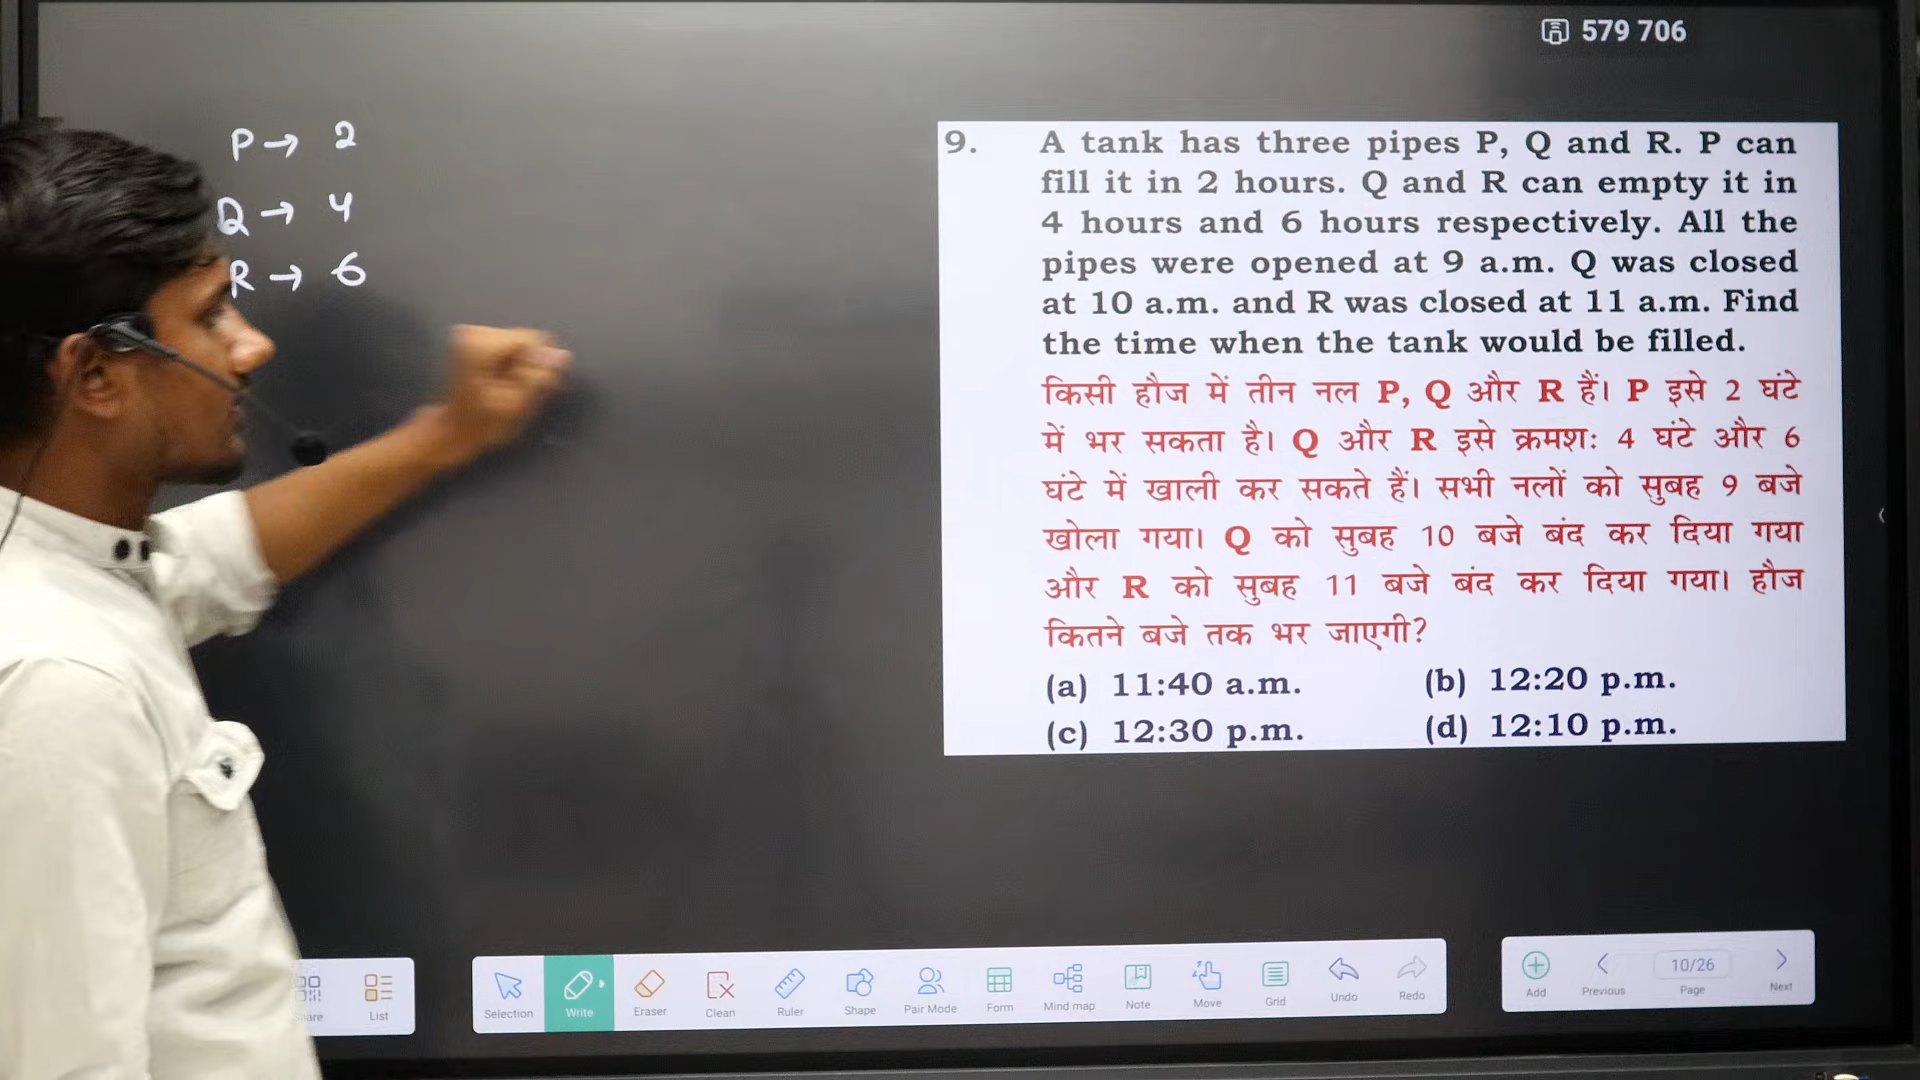 579 706
P → 2
Q → 4
R → 6
9. A tank has three pipes P, Q and R. P can
fill it in 2 hours. Q and R can empty it in
4 hours and 6 hours respectively. All the
pipes were opened at 9 a.m. Q was closed
at 10 a.m. and R was closed at 11 a.m. Find
the time when the tank would be filled.
किसी हौज में तीन नल P, Q और R हैं। P इसे 2 घंटे
में भर सकता है। Q और R इसे क्रमश: 4 घंटे और 6
घंटे में खाली कर सकते हैं। सभी नलों को सुबह 9 बजे
खोला गया। Q को सुबह 10 बजे बंद कर दिया गया
और R को सुबह 11 बजे बंद कर दिया गया। हौज
कितने बजे तक भर जाएगी?
(a) 11:40 a.m. (b) 12:20 p.m.
(c) 12:30 p.m. (d) 12:10 p.m.
List Selection Write Eraser Clean Ruler Shape Pair Mode Form Mind map Note Move Grid Undo Redo Add Previous 10/26 Page Next